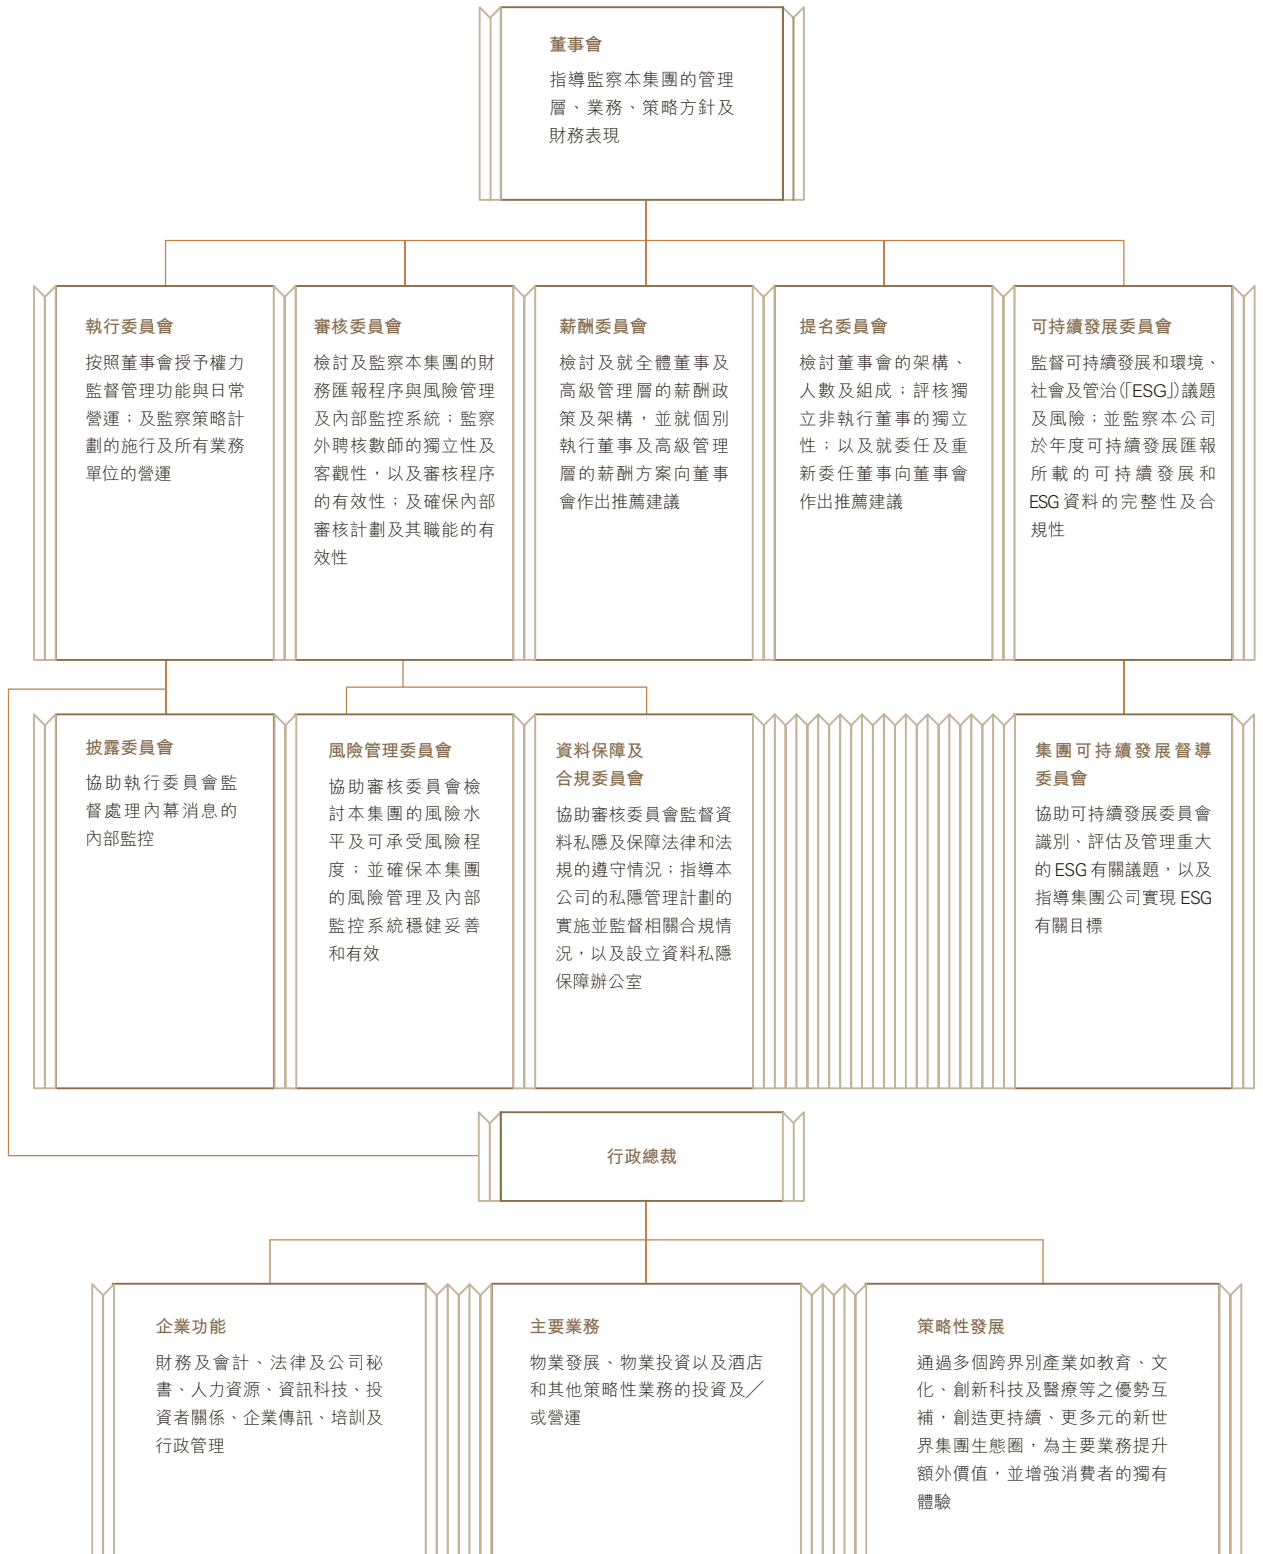 董事會
指導監察本集團的管理
層、業務、策略方針及
財務表現
執行委員會
按照董事會授予權力
監督管理功能與日常
營運；及監察策略計
劃的施行及所有業務
單位的營運
審核委員會
檢討及監察本集團的財
務匯報程序與風險管理
及內部監控系統；監察
外聘核數師的獨立性及
客觀性，以及審核程序
的有效性；及確保內部
審核計劃及其職能的有
效性
薪酬委員會
檢討及就全體董事及
高級管理層的薪酬政
策及架構，並就個別
執行董事及高級管理
層的薪酬方案向董事
會作出推薦建議
提名委員會
檢討董事會的架構、
人數及組成；評核獨
立非執行董事的獨立
性；以及就委任及重
新委任董事向董事會
作出推薦建議
可持續發展委員會
監督可持續發展和環境、
社會及管治(「ESG」)議題
及風險；並監察本公司
於年度可持續發展匯報
所載的可持續發展和
ESG 資料的完整性及合
規性
披露委員會
協助執行委員會監
督處理內幕消息的
內部監控
風險管理委員會
協助審核委員會檢
討本集團的風險水
平及可承受風險程
度；並確保本集團
的風險管理及內部
監控系統穩健妥善
和有效
資料保障及
合規委員會
協助審核委員會監督資
料私隱及保障法律和法
規的遵守情況；指導本
公司的私隱管理計劃的
實施並監督相關合規情
況，以及設立資料私隱
保障辦公室
集團可持續發展督導
委員會
協助可持續發展委員會
識別、評估及管理重大
的 ESG 有關議題，以及
指導集團公司實現 ESG
有關目標
行政總裁
企業功能
財務及會計、法律及公司秘
書、人力資源、資訊科技、投
資者關係、企業傳訊、培訓及
行政管理
主要業務
物業發展、物業投資以及酒店
和其他策略性業務的投資及／
或營運
策略性發展
通過多個跨界別產業如教育、文
化、創新科技及醫療等之優勢互
補，創造更持續、更多元的新世
界集團生態圈，為主要業務提升
額外價值，並增強消費者的獨有
體驗